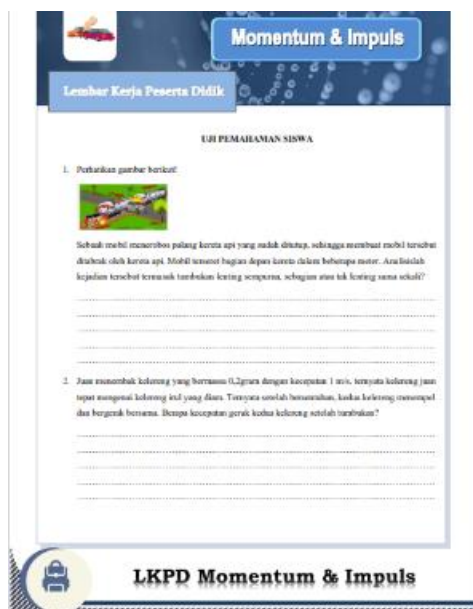 Momentum & Impuls
Lembar Kerja Peserta Didik
UJI PEMAHAMAN SISWA
1. Perhatikan gambar berikut!
Sebuah mobil menerobos palang kereta api yang sudah ditutup, sehingga membuat mobil tersebut
ditabrak oleh kereta api. Mobil terseret bagian depan kereta dalam beberapa meter. Analisislah
kejadian tersebut termasuk tumbukan lenting sempurna, sebagian atau tak lenting sama sekali?
2. Juan menembak kelereng yang bermassa 0,2gram dengan kecepatan 1 m/s, ternyata kelereng juan
tepat mengenai kelereng irul yang diam. Ternyata setelah bertumbukan, kedua kelereng menempel
dan bergerak bersama. Berapa kecepatan gerak kedua kelereng setelah tumbukan?
LKPD Momentum & Impuls